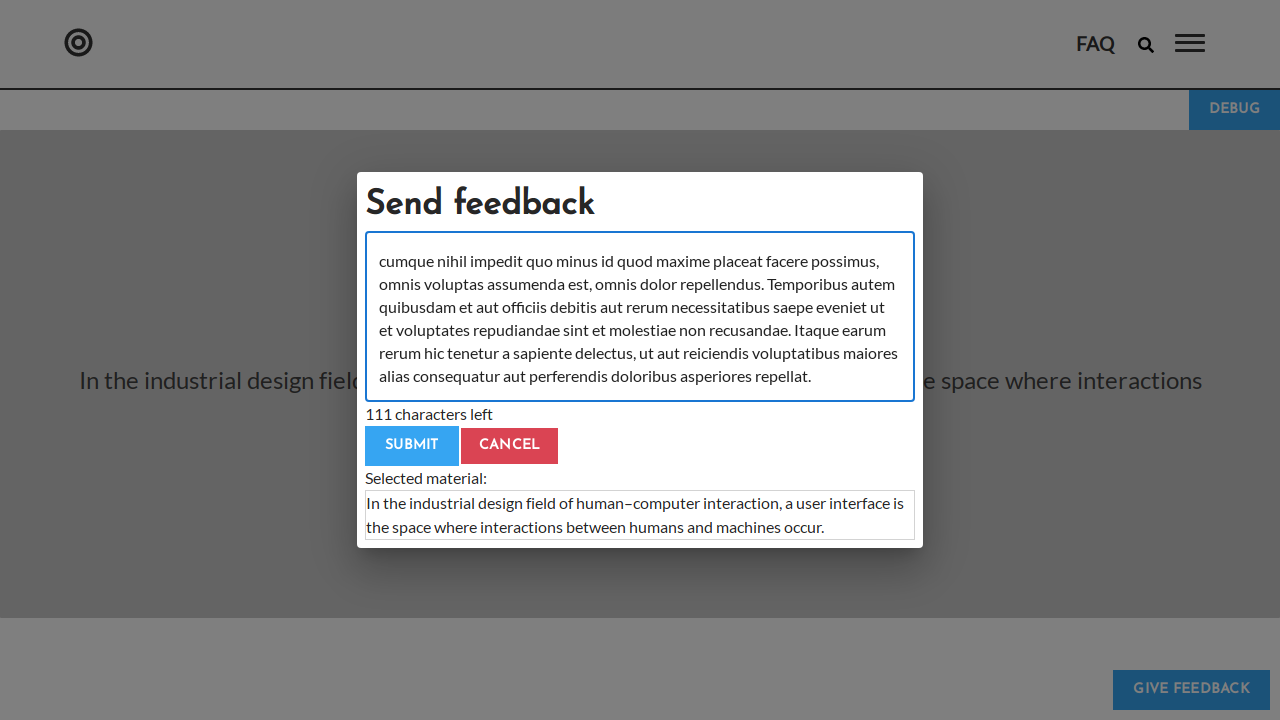 FAQ
DEBUG
In the industrial design field
e space where interactions
Send feedback
cumque nihil impedit quo minus id quod maxime placeat facere possimus,
omnis voluptas assumenda est, omnis dolor repellendus. Temporibus autem
quibusdam et aut officiis debitis aut rerum necessitatibus saepe eveniet ut
et voluptates repudiandae sint et molestiae non recusandae. Itaque earum
rerum hic tenetur a sapiente delectus, ut aut reiciendis voluptatibus maiores
alias consequatur aut perferendis doloribus asperiores repellat.
111 characters left
SUBMIT CANCEL
Selected material:
In the industrial design field of human–computer interaction, a user interface is
the space where interactions between humans and machines occur.
GIVE FEEDBACK